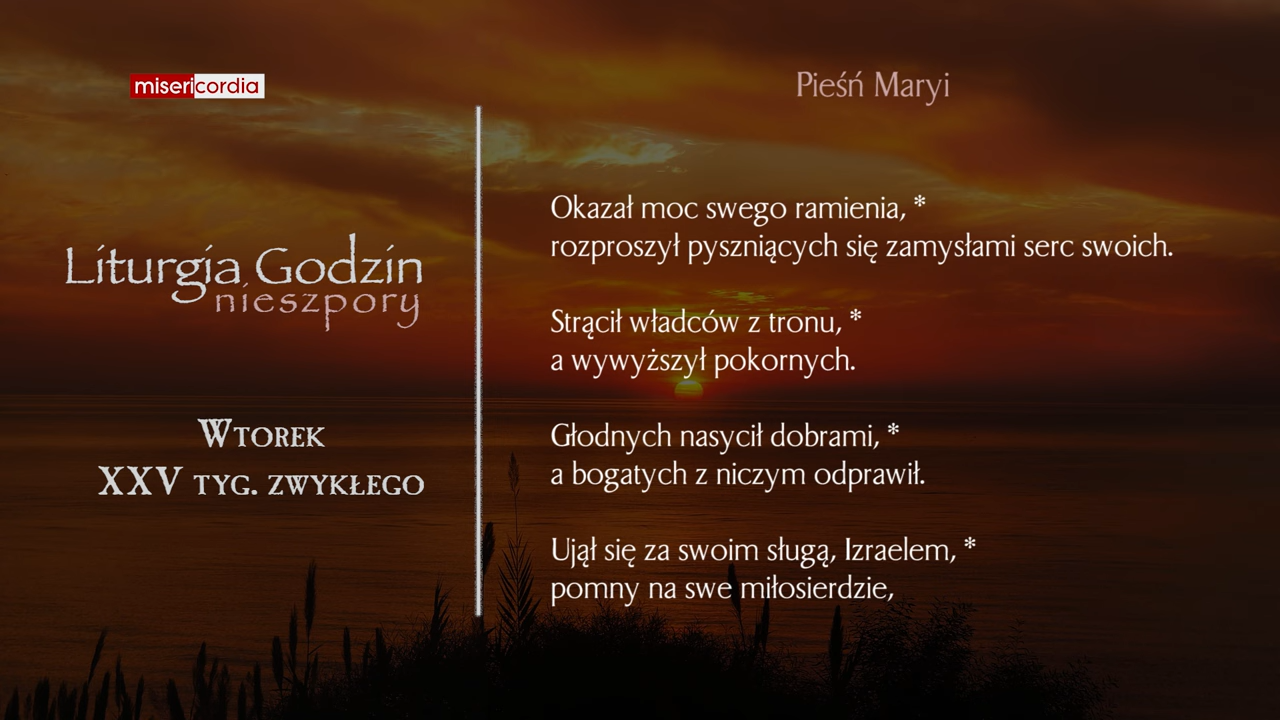 misericordia
Liturgia Godzin
nieszpory
Wtorek
XXV tyg. zwykłego
Pieśń Maryi
Okazał moc swego ramienia, *
rozproszył pyszniących się zamysłami serc swoich.
Strącił władców z tronu, *
a wywyższył pokornych.
Głodnych nasycił dobrami, *
a bogatych z niczym odprawił.
Ujął się za swoim sługą, Izraelem, *
pomny na swe miłosierdzie,